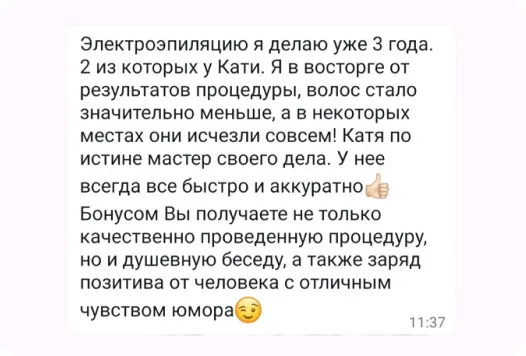 Электроэпиляцию я делаю уже 3 года.
2 из которых у Кати. Я в восторге от
результатов процедуры, волос стало
значительно меньше, а в некоторых
местах они исчезли совсем! Катя по
истине мастер своего дела. У нее
всегда все быстро и аккуратно👍🏻
Бонусом Вы получаете не только
качественно проведенную процедуру,
но и душевную беседу, а также заряд
позитива от человека с отличным
чувством юмора😉
11:37